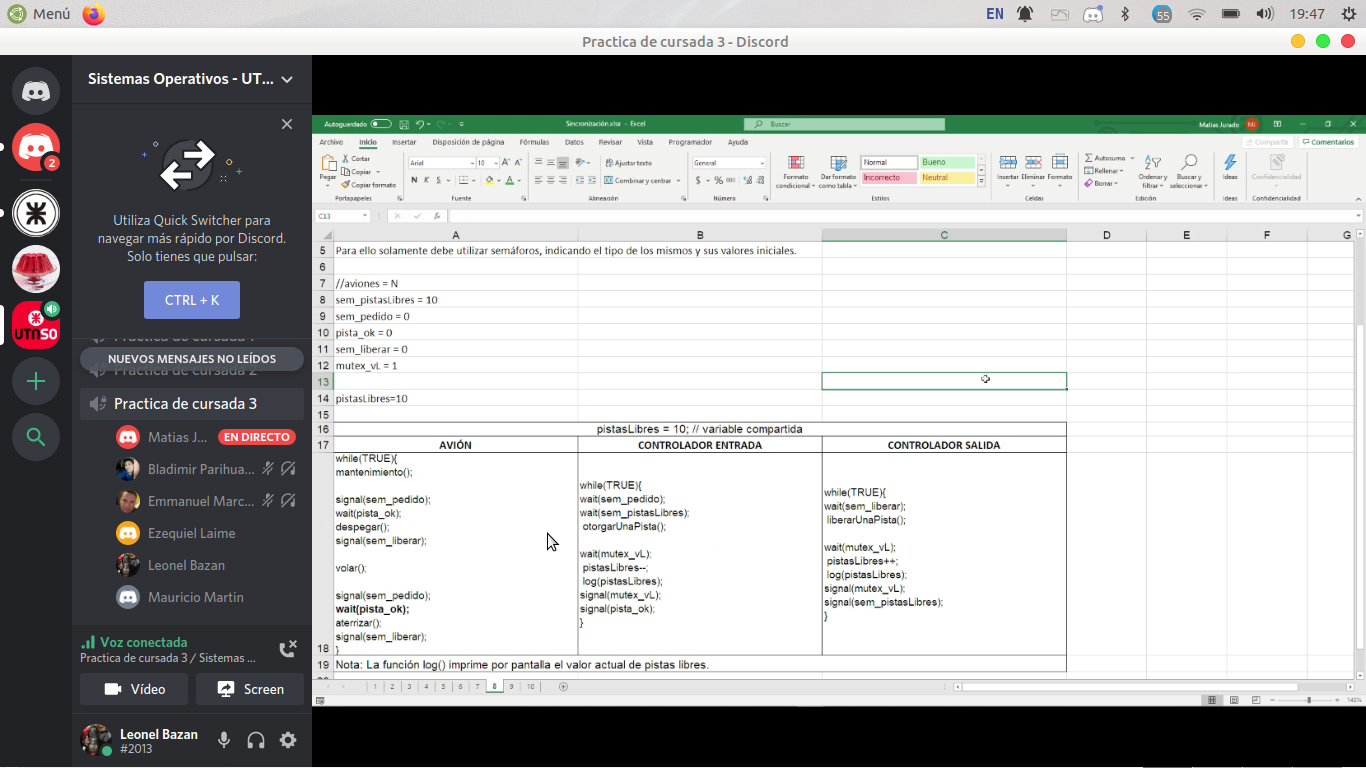 Menú
EN
55
19:47
Practica de cursada 3 - Discord
Sistemas Operativos - UT...
2
Utiliza Quick Switcher para
navegar más rápido por Discord.
Solo tienes que pulsar:
CTRL + K
UTNSO
NUEVOS MENSAJES NO LEÍDOS
Practica de cursada 2
Practica de cursada 3
Matias J... EN DIRECTO
Bladimir Parihua...
Emmanuel Marc...
Ezequiel Laime
Leonel Bazan
Mauricio Martin
Voz conectada
Practica de cursada 3 / Sistemas ...
Vídeo
Screen
Leonel Bazan
#2013
Autoguardado
Sincronización.xlsx - Excel
Buscar
Matias Jurado
MJ
Archivo Inicio Insertar Disposición de página Fórmulas Datos Revisar Vista Programador Ayuda
Compartir
Comentarios
Pegar
Cortar
Copiar
Copiar formato
Portapapeles
Arial
10
N K S
Fuente
Ajustar texto
Combinar y centrar
Alineación
General
$ % 000
Número
Formato condicional
Dar formato como tabla
Normal
Bueno
Incorrecto
Neutral
Estilos
Insertar Eliminar Formato
Celdas
Autosuma
Rellenar
Borrar
Ordenar y filtrar
Buscar y seleccionar
Edición
Ideas
Ideas
Confidencialidad
Confidencialidad
C13
fx
A B C D E F G
5 Para ello solamente debe utilizar semáforos, indicando el tipo de los mismos y sus valores iniciales.
6
7 //aviones = N
8 sem_pistasLibres = 10
9 sem_pedido = 0
10 pista_ok = 0
11 sem_liberar = 0
12 mutex_vL = 1
13
14 pistasLibres=10
15
16 pistasLibres = 10; // variable compartida
17 AVIÓN CONTROLADOR ENTRADA CONTROLADOR SALIDA
18
while(TRUE){
mantenimiento();
signal(sem_pedido);
wait(pista_ok);
despegar();
signal(sem_liberar);
volar();
signal(sem_pedido);
wait(pista_ok);
aterrizar();
signal(sem_liberar);
}
while(TRUE){
wait(sem_pedido);
wait(sem_pistasLibres);
otorgarUnaPista();
wait(mutex_vL);
pistasLibres--;
log(pistasLibres);
signal(mutex_vL);
signal(pista_ok);
}
while(TRUE){
wait(sem_liberar);
liberarUnaPista();
wait(mutex_vL);
pistasLibres++;
log(pistasLibres);
signal(mutex_vL);
signal(sem_pistasLibres);
}
19 Nota: La función log() imprime por pantalla el valor actual de pistas libres.
1 2 3 4 5 6 7 8 9 10
145%